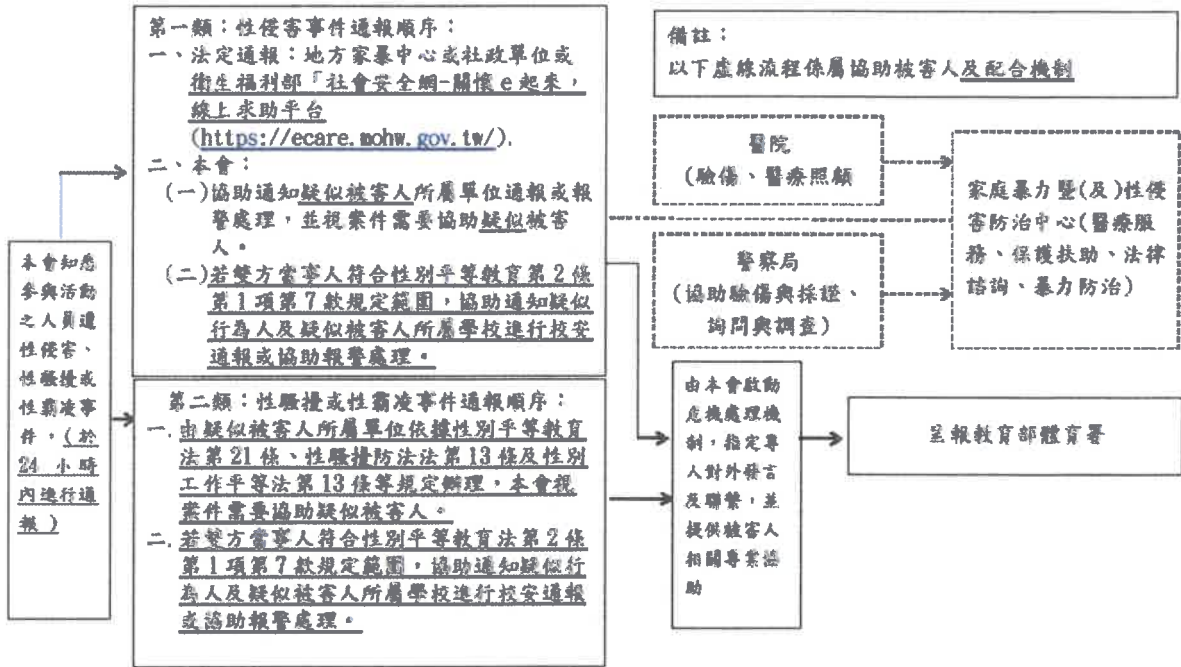 本會知悉
參與活動
之人員遭
性侵害、
性騷擾或
性霸凌事
件，(於
24 小時
內進行通
報)
第一類：性侵害事件通報順序：
一、法定通報：地方家暴中心或社政單位或
衛生福利部「社會安全網-關懷 e 起來，
線上求助平台
(https://ecare.mohw.gov.tw/).
二、本會：
(一)協助通知疑似被害人所屬單位通報或報
警處理，並視案件需要協助疑似被害
人。
(二)若雙方當事人符合性別平等教育第 2 條
第 1 項第 7 款規定範圍，協助通知疑似
行為人及疑似被害人所屬學校進行校安
通報或協助報警處理。
第二類：性騷擾或性霸凌事件通報順序：
一、由疑似被害人所屬單位依據性別平等教育
法第 21 條、性騷擾防法法第 13 條及性別
工作平等法第 13 條等規定辦理，本會視
案件需要協助疑似被害人。
二、若雙方當事人符合性別平等教育法第 2 條
第 1 項第 7 款規定範圍，協助通知疑似行
為人及疑似被害人所屬學校進行校安通報
或協助報警處理。
備註：
以下虛線流程係屬協助被害人及配合機制
醫院
(驗傷、醫療照顧
警察局
(協助驗傷與採證、
詢問與調查)
家庭暴力暨(及)性侵
害防治中心(醫療服
務、保護扶助、法律
諮詢、暴力防治)
由本會啟動
危機處理機
制，指定專
人對外發言
及聯繫，並
提供被害人
相關專業協
助
呈報教育部體育署